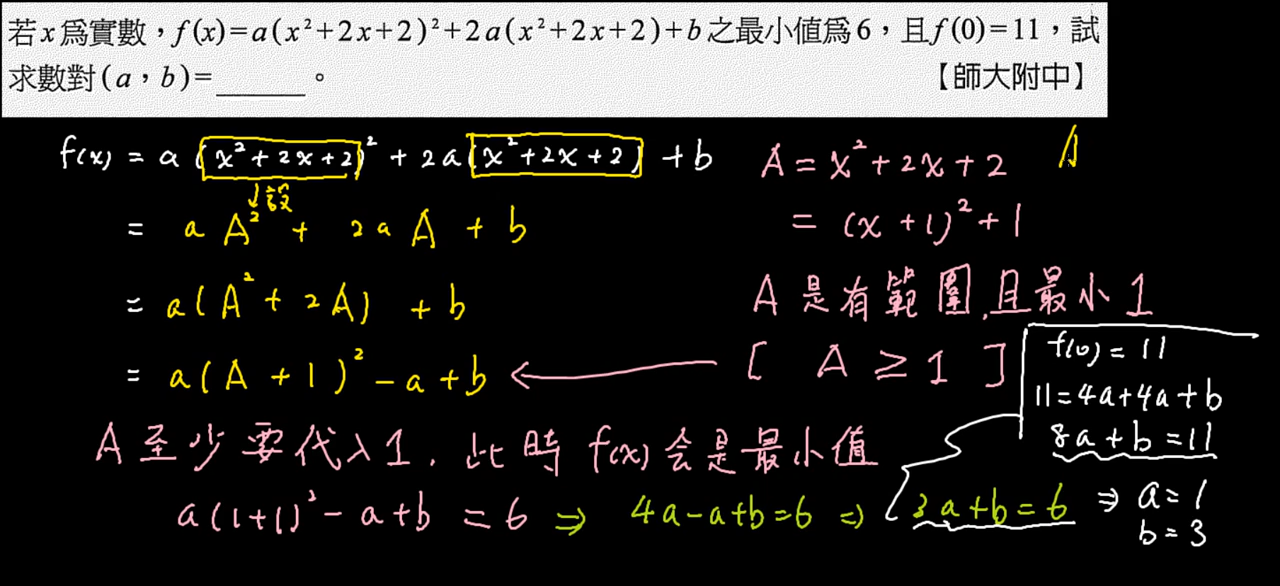 若x為實數，f(x)=a(x²+2x+2)²+2a(x²+2x+2)+b之最小值為6，且f(0)=11，試
求數對(a，b)=______。
【師大附中】
f(x) = a(x²+2x+2)² + 2a(x²+2x+2) + b
↓設
= aA² + 2aA + b
= a(A² + 2A) + b
= a(A + 1)² - a + b
A = x² + 2x + 2
= (x + 1)² + 1
A 是有範圍,且最小1
[ A ≥ 1 ]
f(0) = 11
11 = 4a + 4a + b
8a + b = 11
A至少要代入1, 此時 f(x) 会是最小值
a(1+1)² - a + b = 6 ⇒ 4a - a + b = 6 ⇒ 3a + b = 6 ⇒ a = 1
b = 3